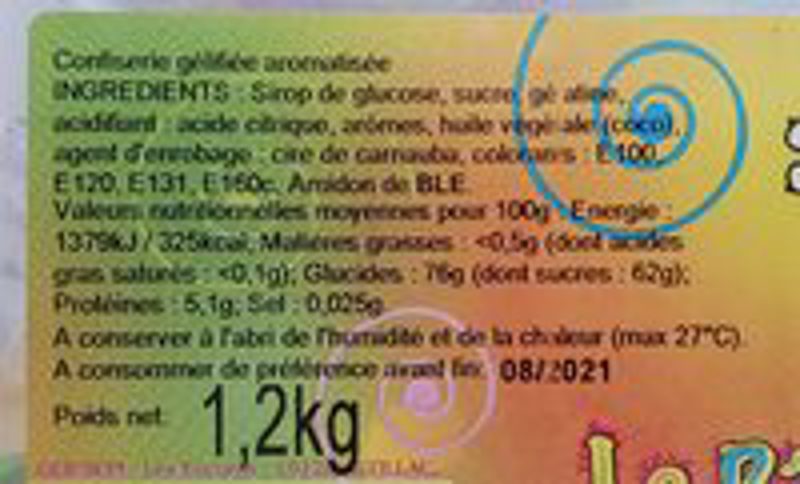 Confiserie gélifiée aromatisée
INGREDIENTS : Sirop de glucose, sucre, gélatine,
acidifiant : acide citrique, arômes, huile végétale (coco),
agent d'enrobage : cire de carnauba, colorants : E100,
E120, E131, E160c, Amidon de BLE.
Valeurs nutritionnelles moyennes pour 100g - Energie :
1379kJ / 325kcal; Matières grasses : <0,5g (dont acides
gras saturés : <0,1g); Glucides : 76g (dont sucres : 62g);
Protéines : 5,1g; Sel : 0,025g
A conserver à l'abri de l'humidité et de la chaleur (max 27°C).
A consommer de préférence avant fin: 08/2021
Poids net: 1,2kg